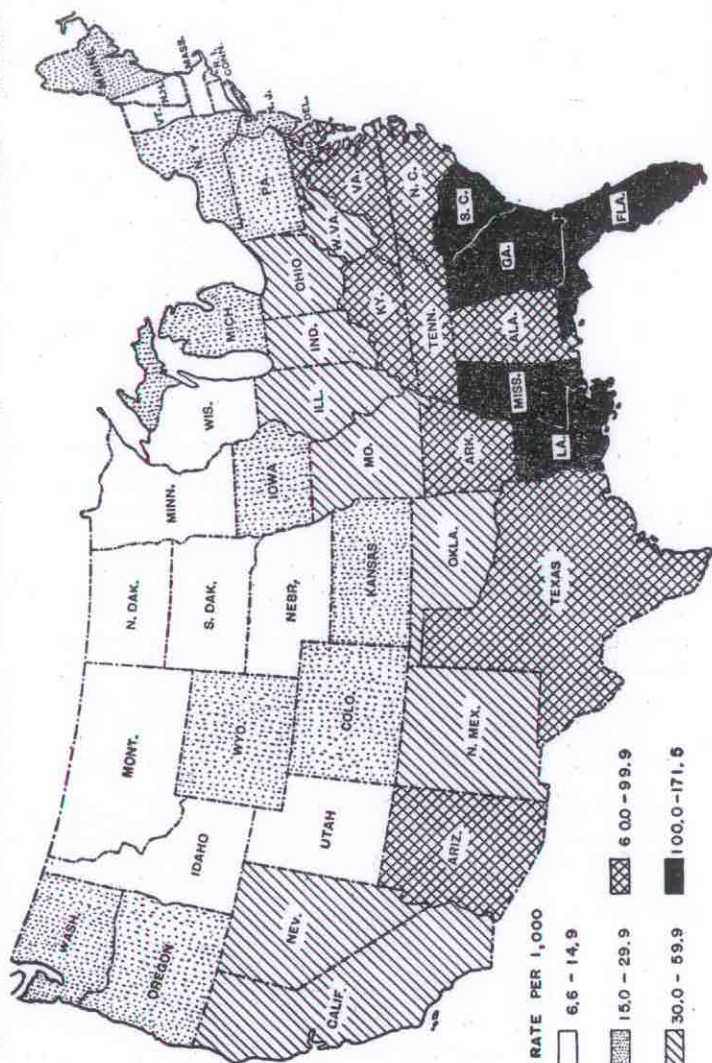 WASH.
MONT.
N. DAK.
MINN.
MAINE
VT.
N.H.
MASS.
CONN.
OREGON
IDAHO
WYO.
S. DAK.
WIS.
MICH
N. Y.
PA.
N. J.
DEL.
NEV.
UTAH
COLO.
NEBR.
IOWA
ILL.
IND.
OHIO
W. VA.
VA.
CALIF.
ARIZ.
N. MEX.
KANSAS
MO.
KY.
OKLA.
ARK.
TENN.
N. C.
S. C.
TEXAS
LA.
MISS.
ALA.
GA.
FLA.
RATE PER 1,000
6.6 - 14.9
15.0 - 29.9
30.0 - 59.9
60.0 - 99.9
100.0 - 171.5